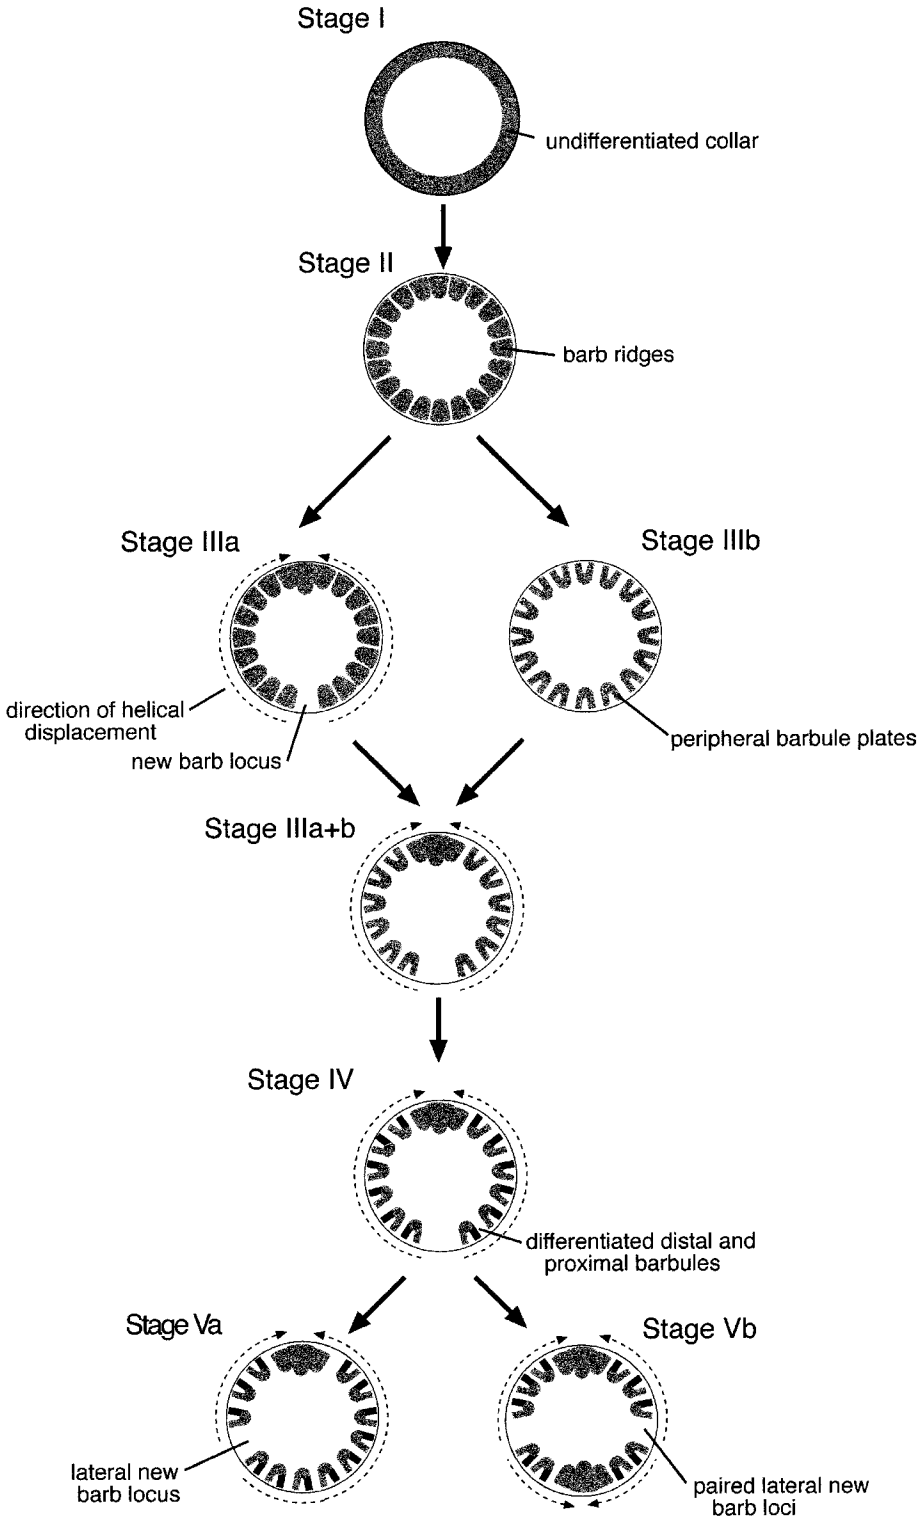 Stage I
undifferentiated collar
Stage II
barb ridges
Stage IIIa
Stage IIIb
direction of helical
displacement
new barb locus
peripheral barbule plates
Stage IIIa+b
Stage IV
differentiated distal and
proximal barbules
Stage Va
Stage Vb
lateral new
barb locus
paired lateral new
barb loci